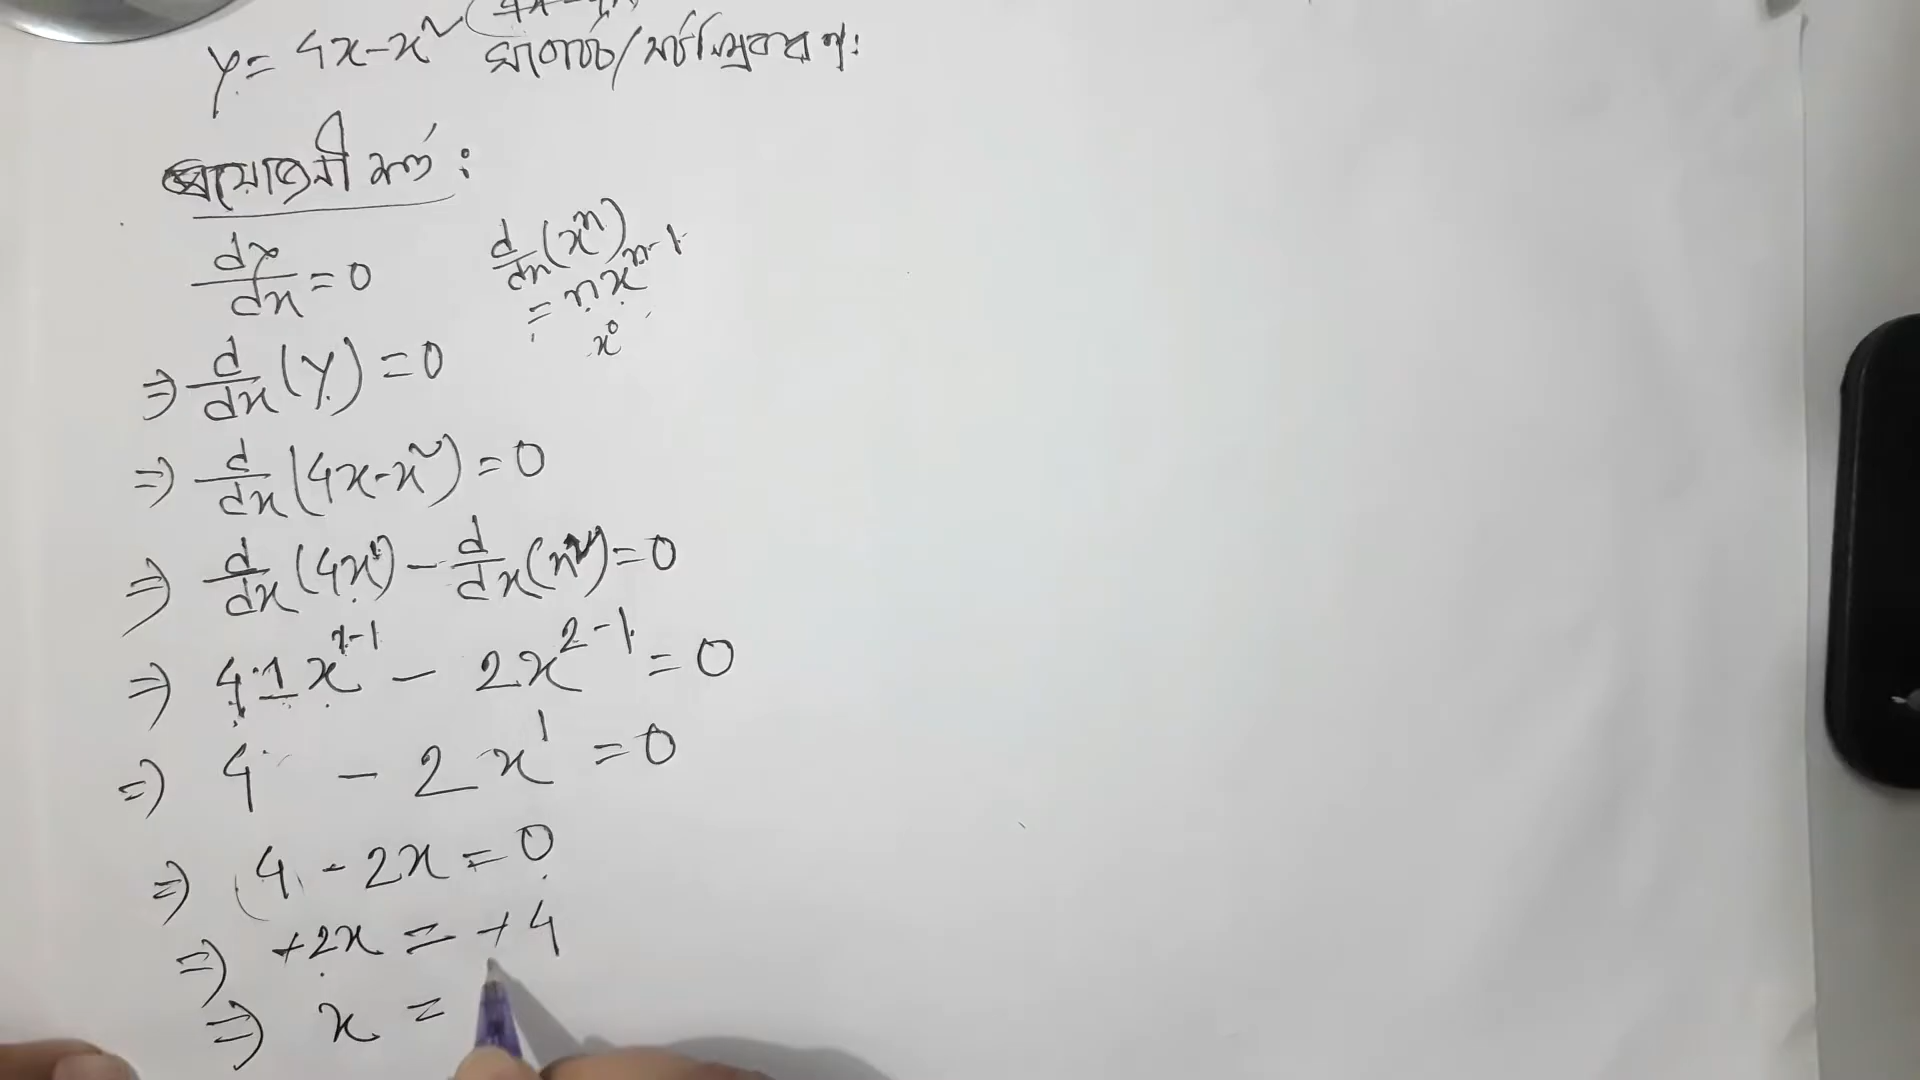 y = 4x - x² সর্বোচ্চ/সর্বনিম্নকরণ:
প্রয়োজনী শর্ত :
dy/dx = 0
d/dx (xⁿ)
= nxⁿ⁻¹
x⁰
⇒ d/dx (y) = 0
⇒ d/dx (4x - x²) = 0
⇒ d/dx (4x¹) - d/dx (x²) = 0
⇒ 4·1x¹⁻¹ - 2x²⁻¹ = 0
⇒ 4 - 2x¹ = 0
⇒ 4 - 2x = 0
⇒ +2x = +4
⇒ x =